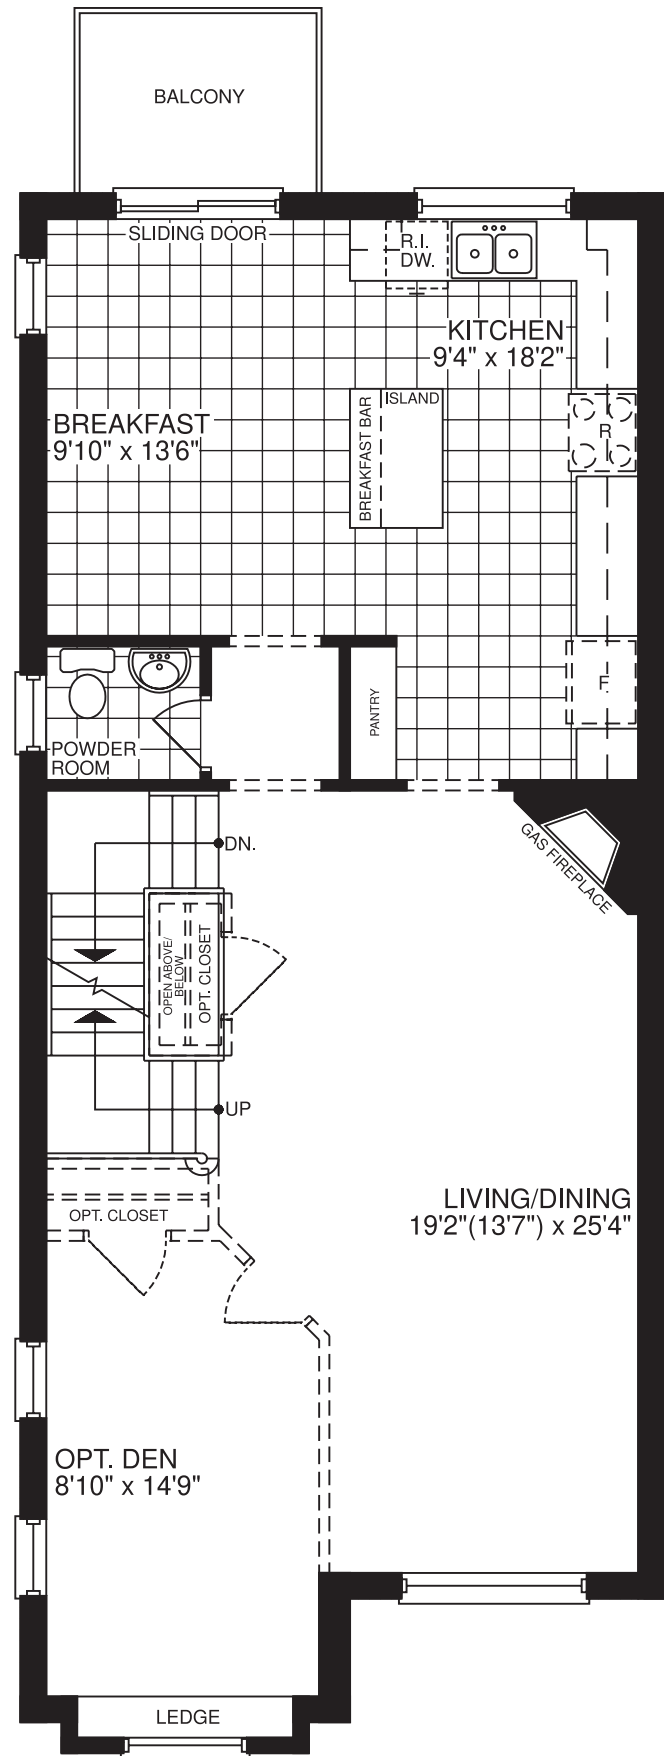 BALCONY
SLIDING DOOR
R.I.
DW.
KITCHEN
9'4" x 18'2"
ISLAND
BREAKFAST BAR
R
BREAKFAST
9'10" x 13'6"
F.
PANTRY
POWDER
ROOM
GAS FIREPLACE
DN.
OPEN ABOVE/
BELOW
OPT. CLOSET
UP
LIVING/DINING
19'2"(13'7") x 25'4"
OPT. CLOSET
OPT. DEN
8'10" x 14'9"
LEDGE